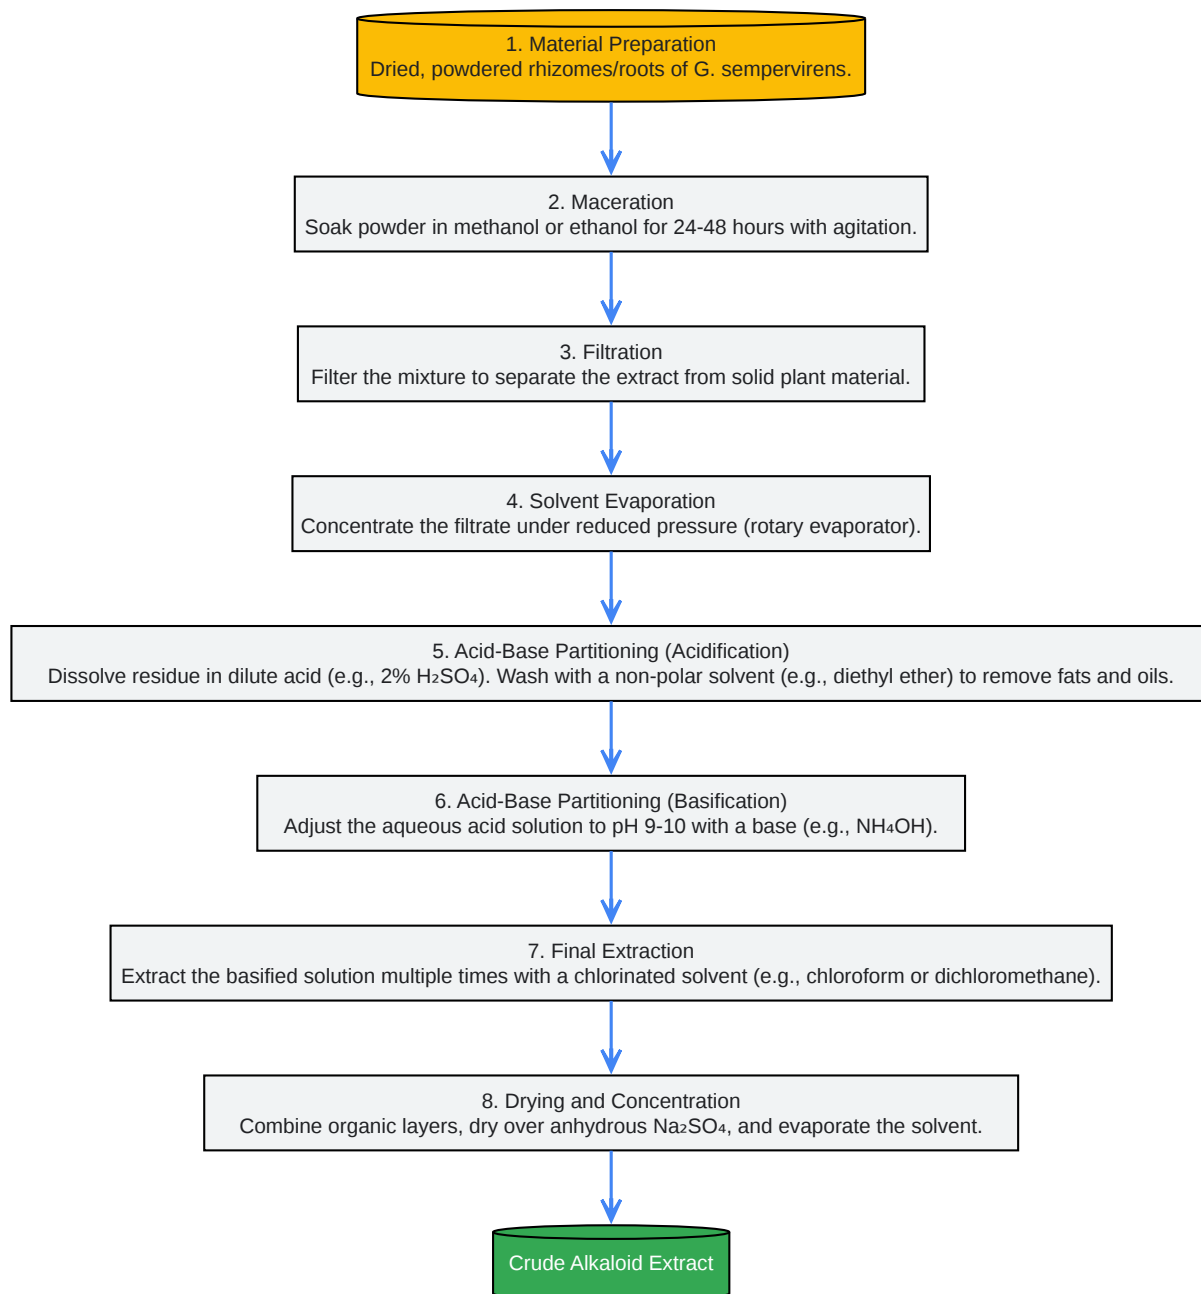 1. Material Preparation
Dried, powdered rhizomes/roots of G. sempervirens.
2. Maceration
Soak powder in methanol or ethanol for 24-48 hours with agitation.
3. Filtration
Filter the mixture to separate the extract from solid plant material.
4. Solvent Evaporation
Concentrate the filtrate under reduced pressure (rotary evaporator).
5. Acid-Base Partitioning (Acidification)
Dissolve residue in dilute acid (e.g., 2% H₂SO₄). Wash with a non-polar solvent (e.g., diethyl ether) to remove fats and oils.
6. Acid-Base Partitioning (Basification)
Adjust the aqueous acid solution to pH 9-10 with a base (e.g., NH₄OH).
7. Final Extraction
Extract the basified solution multiple times with a chlorinated solvent (e.g., chloroform or dichloromethane).
8. Drying and Concentration
Combine organic layers, dry over anhydrous Na₂SO₄, and evaporate the solvent.
Crude Alkaloid Extract